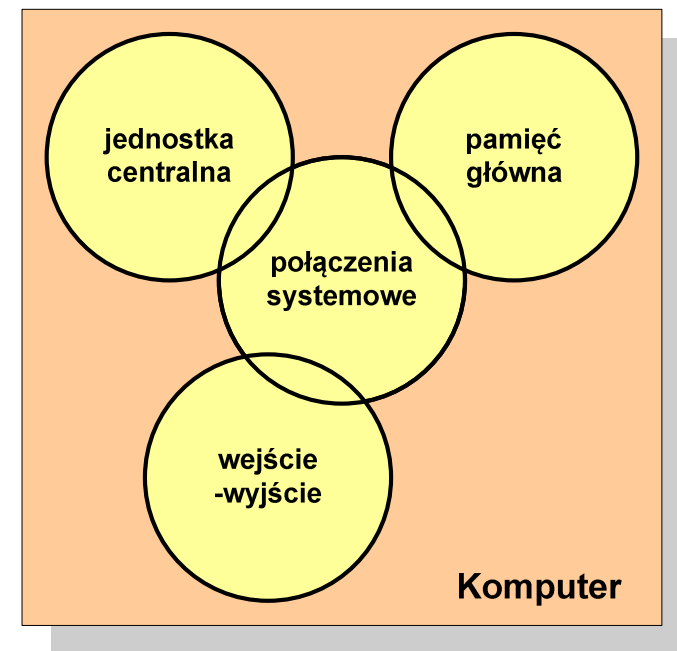 jednostka
centralna
pamięć
główna
połączenia
systemowe
wejście
-wyjście
Komputer